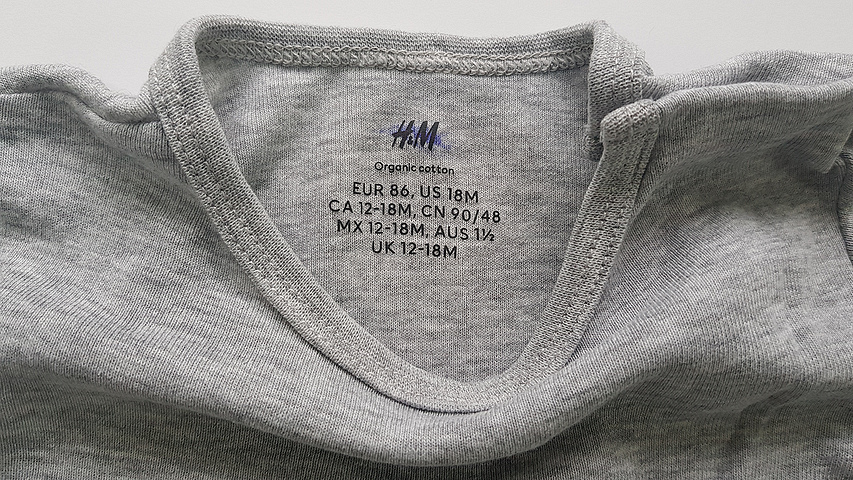 H&M
Organic cotton
EUR 86, US 18M
CA 12-18M, CN 90/48
MX 12-18M, AUS 1½
UK 12-18M